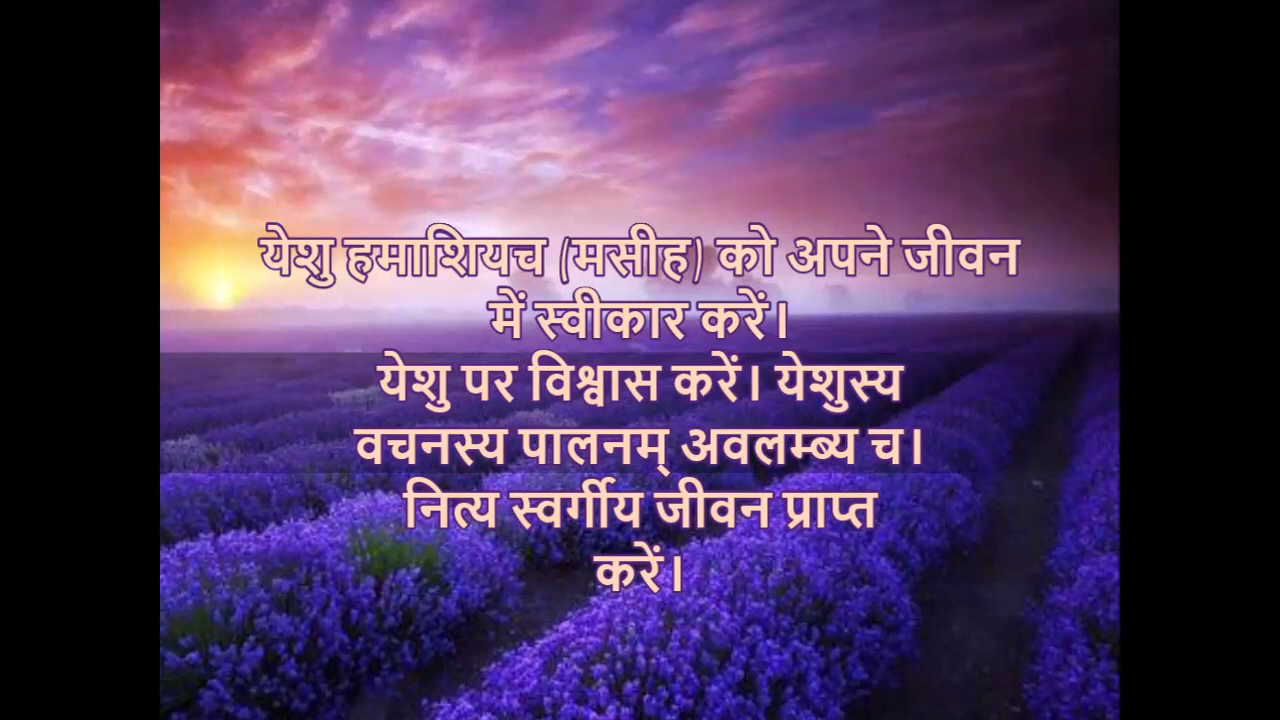 येशु हमाशियच (मसीह) को अपने जीवन
में स्वीकार करें।
येशु पर विश्वास करें। येशुस्य
वचनस्य पालनम् अवलम्ब्य च।
नित्य स्वर्गीय जीवन प्राप्त
करें।